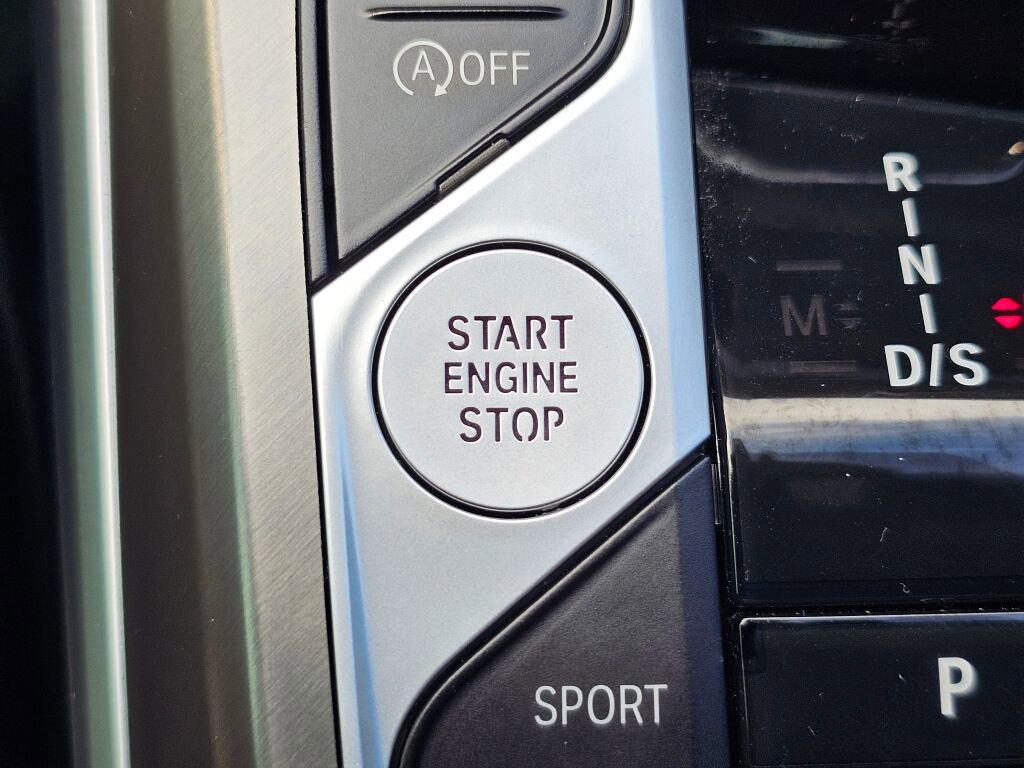 A OFF
START
ENGINE
STOP
SPORT
R
N
M
D/S
P